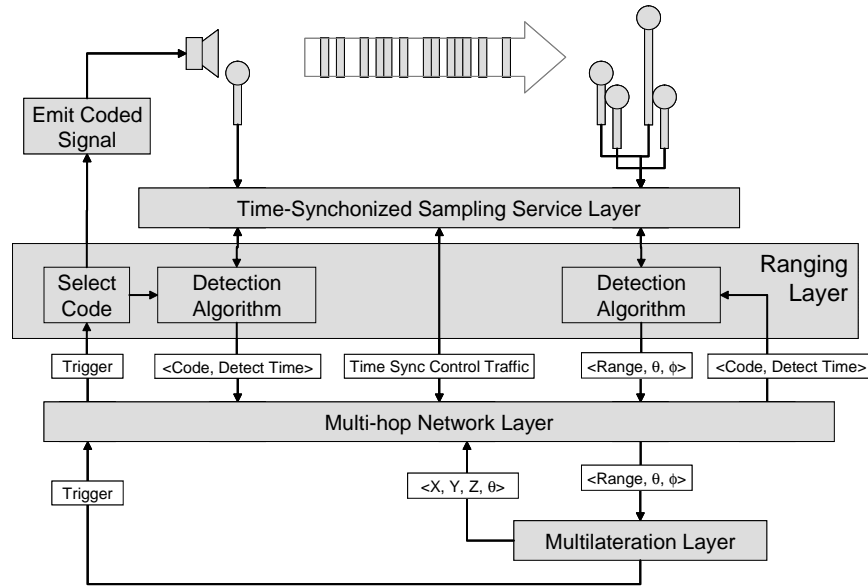 Emit Coded
Signal
Time-Synchonized Sampling Service Layer
Ranging
Layer
Select
Code
Detection
Algorithm
Detection
Algorithm
Trigger
<Code, Detect Time>
Time Sync Control Traffic
<Range, θ, ϕ>
<Code, Detect Time>
Multi-hop Network Layer
Trigger
<X, Y, Z, θ>
<Range, θ, ϕ>
Multilateration Layer